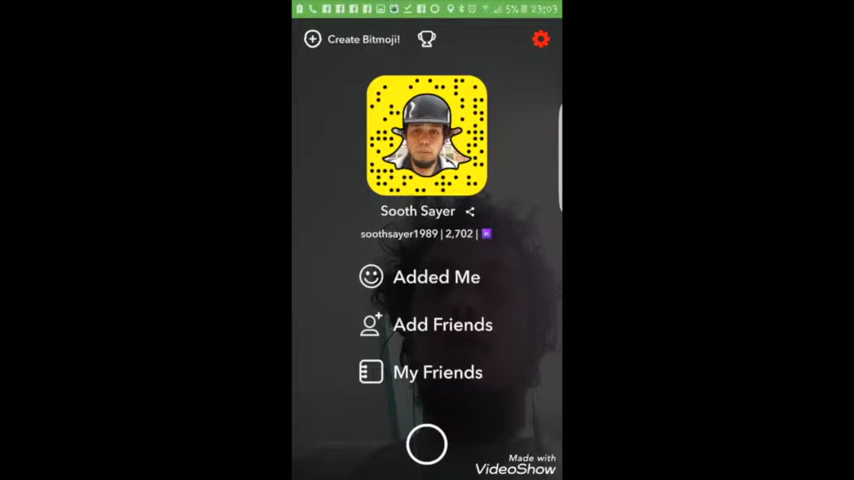 5% 23:03
Create Bitmoji!
Sooth Sayer
soothsayer1989 | 2,702 |
Added Me
Add Friends
My Friends
Made with
VideoShow